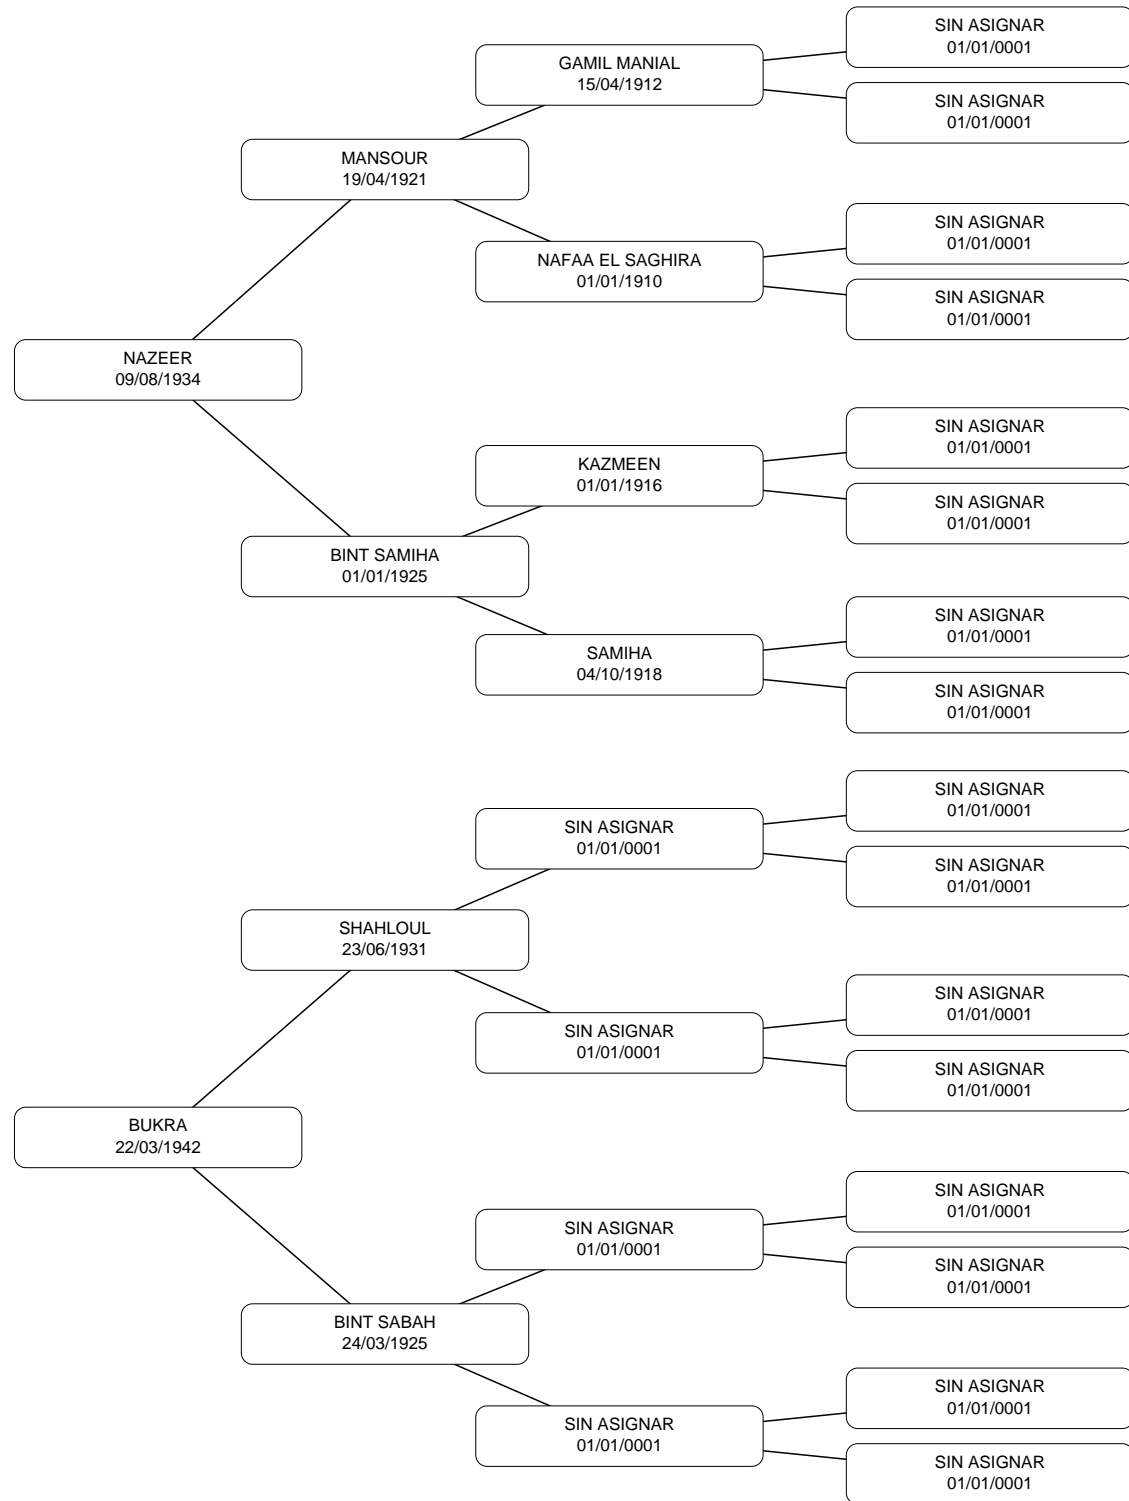 SIN ASIGNAR
01/01/0001
GAMIL MANIAL
15/04/1912
SIN ASIGNAR
01/01/0001
MANSOUR
19/04/1921
SIN ASIGNAR
01/01/0001
NAFAA EL SAGHIRA
01/01/1910
SIN ASIGNAR
01/01/0001
NAZEER
09/08/1934
SIN ASIGNAR
01/01/0001
KAZMEEN
01/01/1916
SIN ASIGNAR
01/01/0001
BINT SAMIHA
01/01/1925
SIN ASIGNAR
01/01/0001
SAMIHA
04/10/1918
SIN ASIGNAR
01/01/0001
SIN ASIGNAR
01/01/0001
SIN ASIGNAR
01/01/0001
SIN ASIGNAR
01/01/0001
SHAHLOUL
23/06/1931
SIN ASIGNAR
01/01/0001
SIN ASIGNAR
01/01/0001
SIN ASIGNAR
01/01/0001
BUKRA
22/03/1942
SIN ASIGNAR
01/01/0001
SIN ASIGNAR
01/01/0001
SIN ASIGNAR
01/01/0001
BINT SABAH
24/03/1925
SIN ASIGNAR
01/01/0001
SIN ASIGNAR
01/01/0001
SIN ASIGNAR
01/01/0001